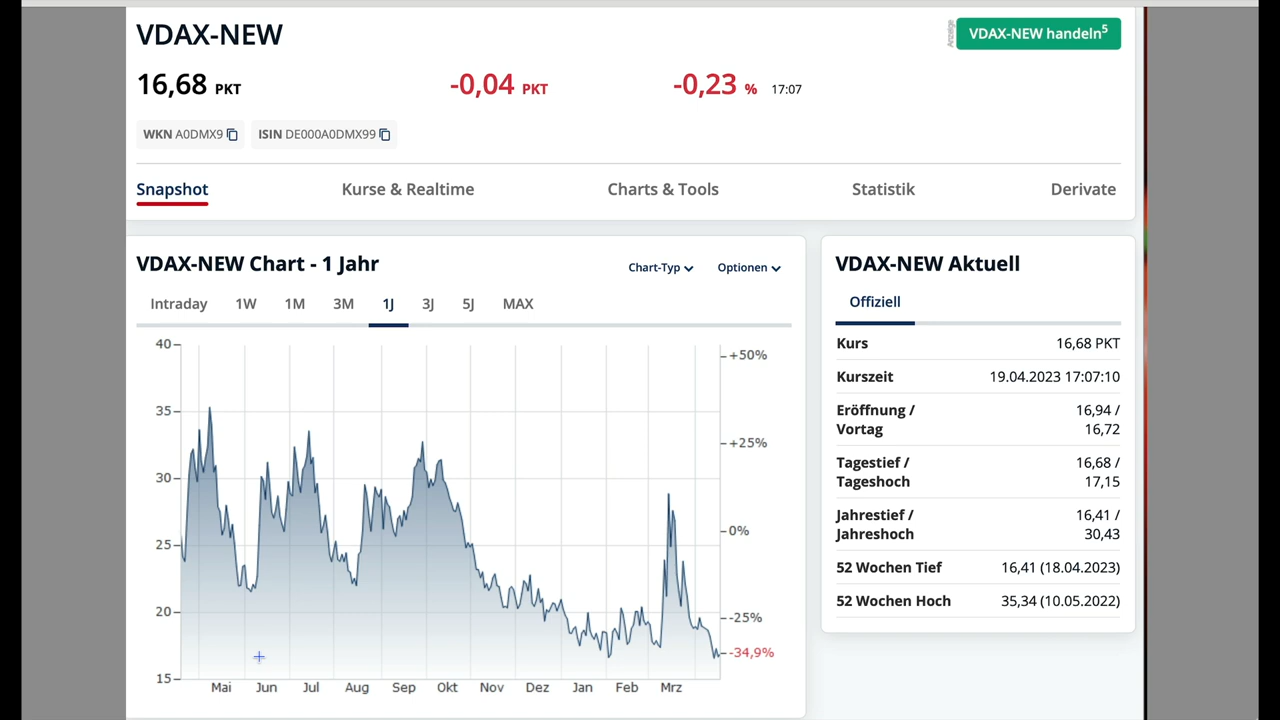 VDAX-NEW
Anzeige
VDAX-NEW handeln5
16,68 PKT
-0,04 PKT
-0,23 %
17:07
WKN A0DMX9
ISIN DE000A0DMX99
Snapshot
Kurse & Realtime
Charts & Tools
Statistik
Derivate
VDAX-NEW Chart - 1 Jahr
Chart-Typ
Optionen
Intraday
1W
1M
3M
1J
3J
5J
MAX
40
35
30
25
20
15
+50%
+25%
0%
-25%
-34,9%
Mai
Jun
Jul
Aug
Sep
Okt
Nov
Dez
Jan
Feb
Mrz
VDAX-NEW Aktuell
Offiziell
Kurs 16,68 PKT
Kurszeit 19.04.2023 17:07:10
Eröffnung / 16,94 /
Vortag 16,72
Tagestief / 16,68 /
Tageshoch 17,15
Jahrestief / 16,41 /
Jahreshoch 30,43
52 Wochen Tief 16,41 (18.04.2023)
52 Wochen Hoch 35,34 (10.05.2022)